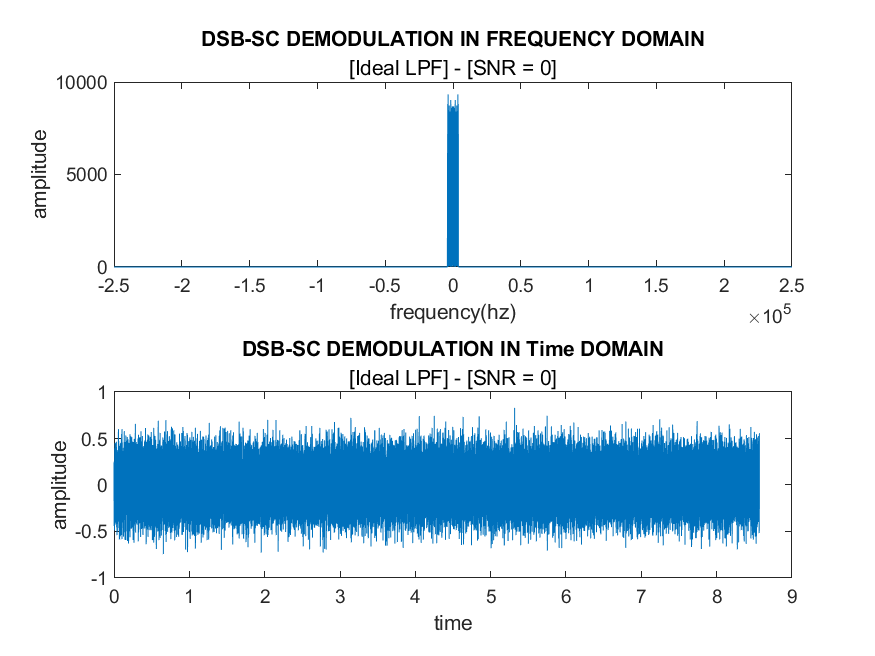 DSB-SC DEMODULATION IN FREQUENCY DOMAIN
[Ideal LPF] - [SNR = 0]
10000
5000
0
amplitude
-2.5 -2 -1.5 -1 -0.5 0 0.5 1 1.5 2 2.5
frequency(hz)
×10^5
DSB-SC DEMODULATION IN Time DOMAIN
[Ideal LPF] - [SNR = 0]
1
0.5
0
-0.5
-1
amplitude
0 1 2 3 4 5 6 7 8 9
time